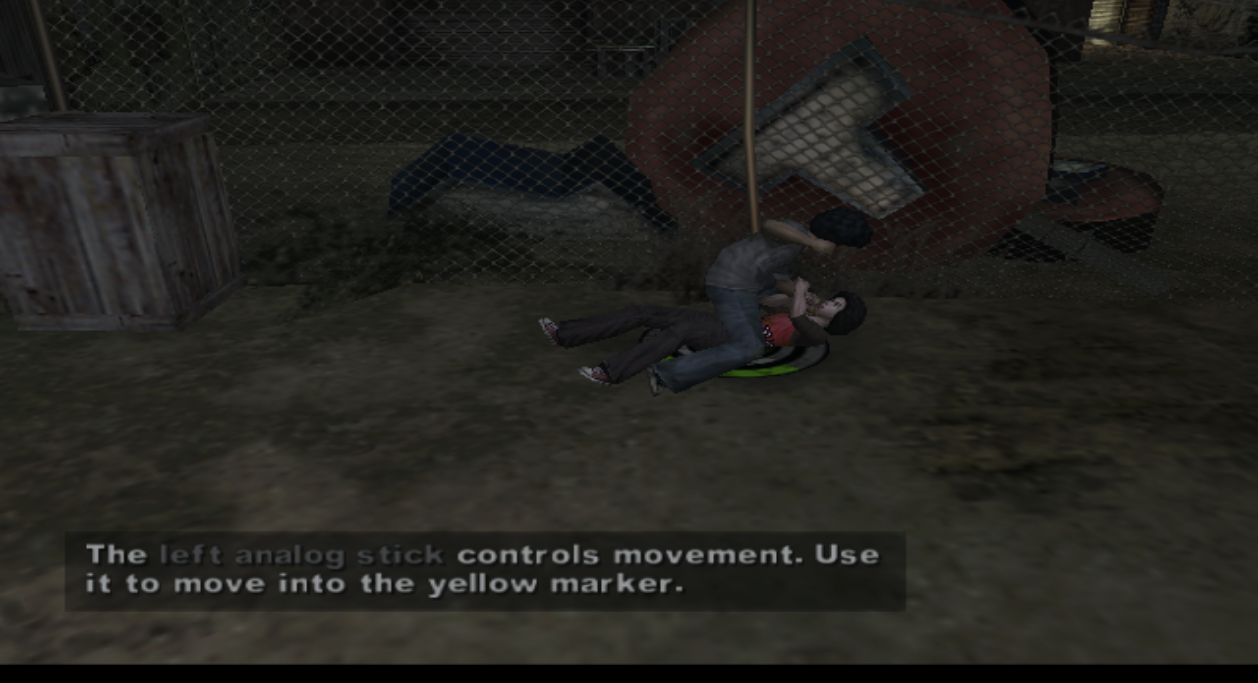 The left analog stick controls movement. Use
it to move into the yellow marker.